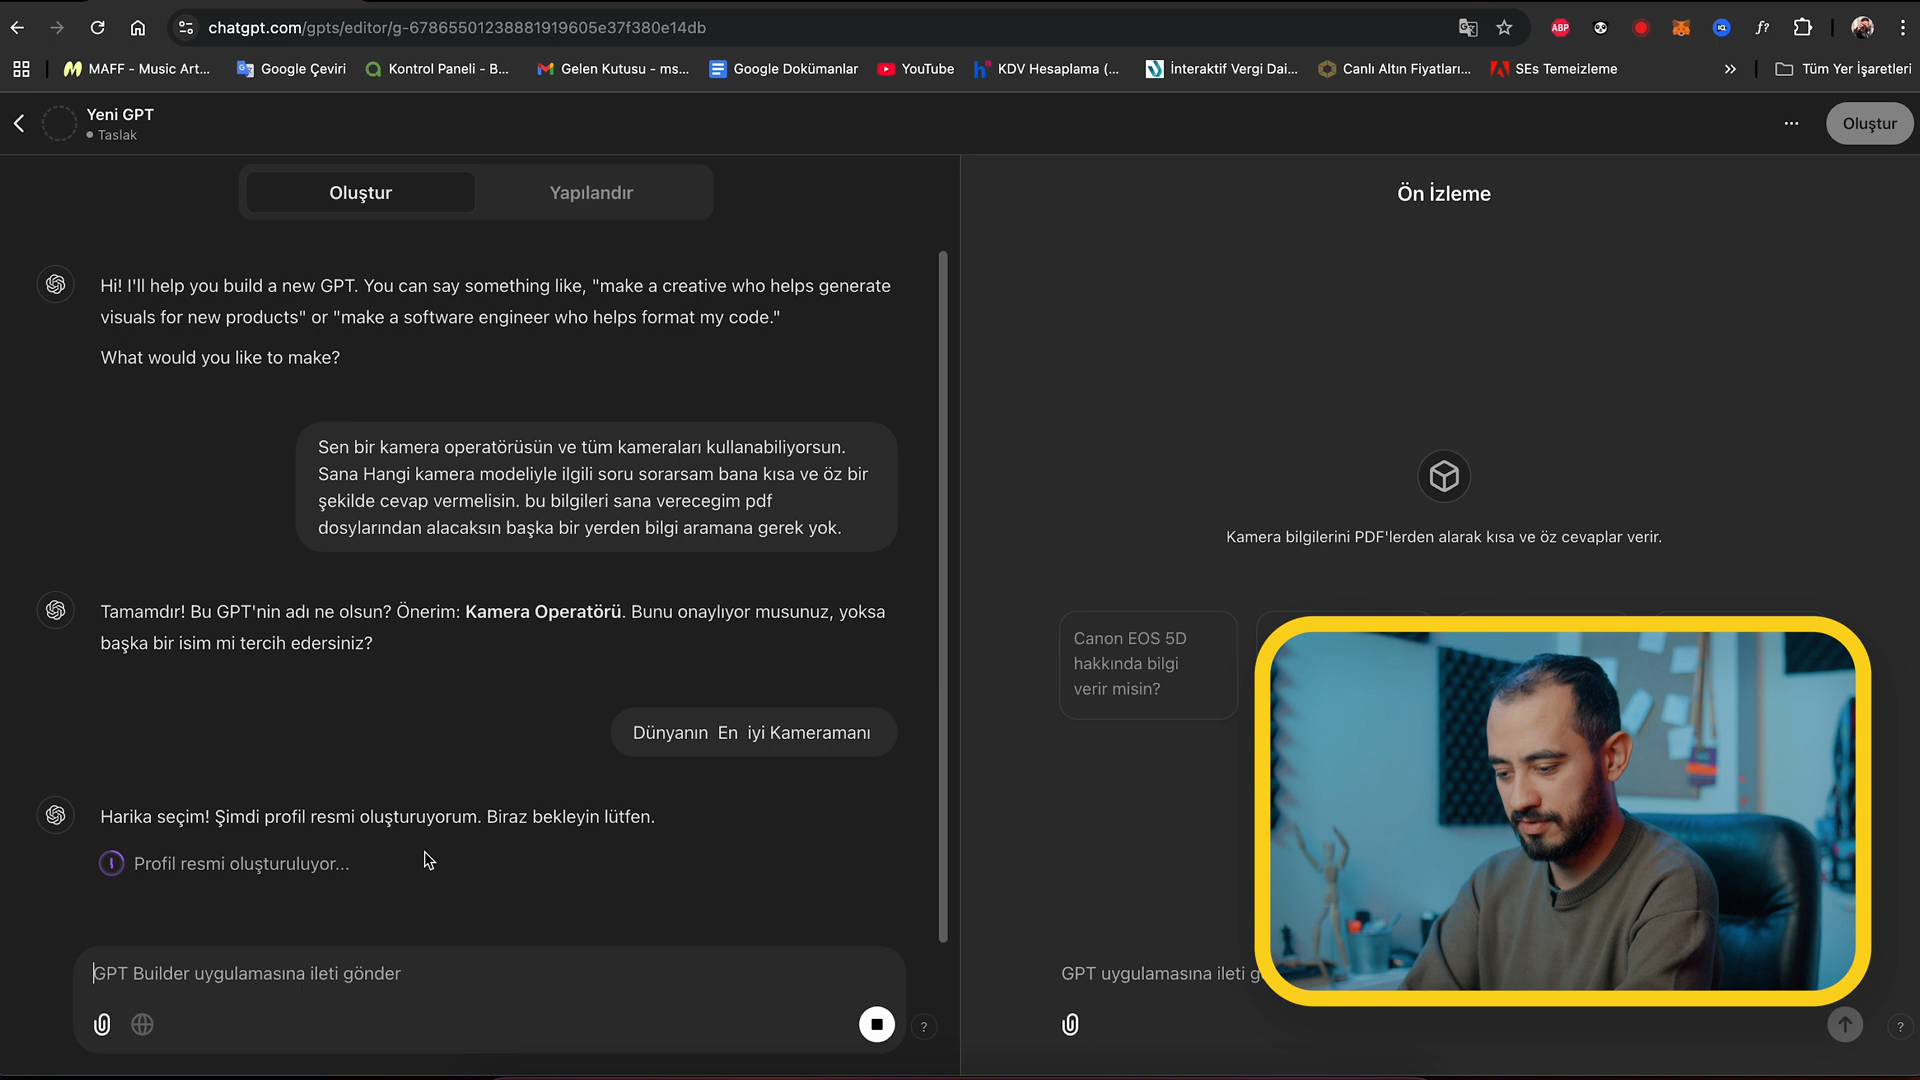 chatgpt.com/gpts/editor/g-67865501238881919605e37f380e14db
ABP
f?
MAFF - Music Art...
Google Çeviri
Kontrol Paneli - B...
Gelen Kutusu - ms...
Google Dokümanlar
YouTube
KDV Hesaplama (...
İnteraktif Vergi Dai...
Canlı Altın Fiyatları...
SEs Temeizleme
Tüm Yer İşaretleri
Yeni GPT
Taslak
Oluştur
Oluştur
Yapılandır
Hi! I'll help you build a new GPT. You can say something like, "make a creative who helps generate
visuals for new products" or "make a software engineer who helps format my code."
What would you like to make?
Sen bir kamera operatörüsün ve tüm kameraları kullanabiliyorsun.
Sana Hangi kamera modeliyle ilgili soru sorarsam bana kısa ve öz bir
şekilde cevap vermelisin. bu bilgileri sana verecegim pdf
dosylarından alacaksın başka bir yerden bilgi aramana gerek yok.
Tamamdır! Bu GPT'nin adı ne olsun? Önerim: Kamera Operatörü. Bunu onaylıyor musunuz, yoksa
başka bir isim mi tercih edersiniz?
Dünyanın En iyi Kameramanı
Harika seçim! Şimdi profil resmi oluşturuyorum. Biraz bekleyin lütfen.
Profil resmi oluşturuluyor...
GPT Builder uygulamasına ileti gönder
?
Ön İzleme
Kamera bilgilerini PDF'lerden alarak kısa ve öz cevaplar verir.
Canon EOS 5D
hakkında bilgi
verir misin?
GPT uygulamasına ileti g
?